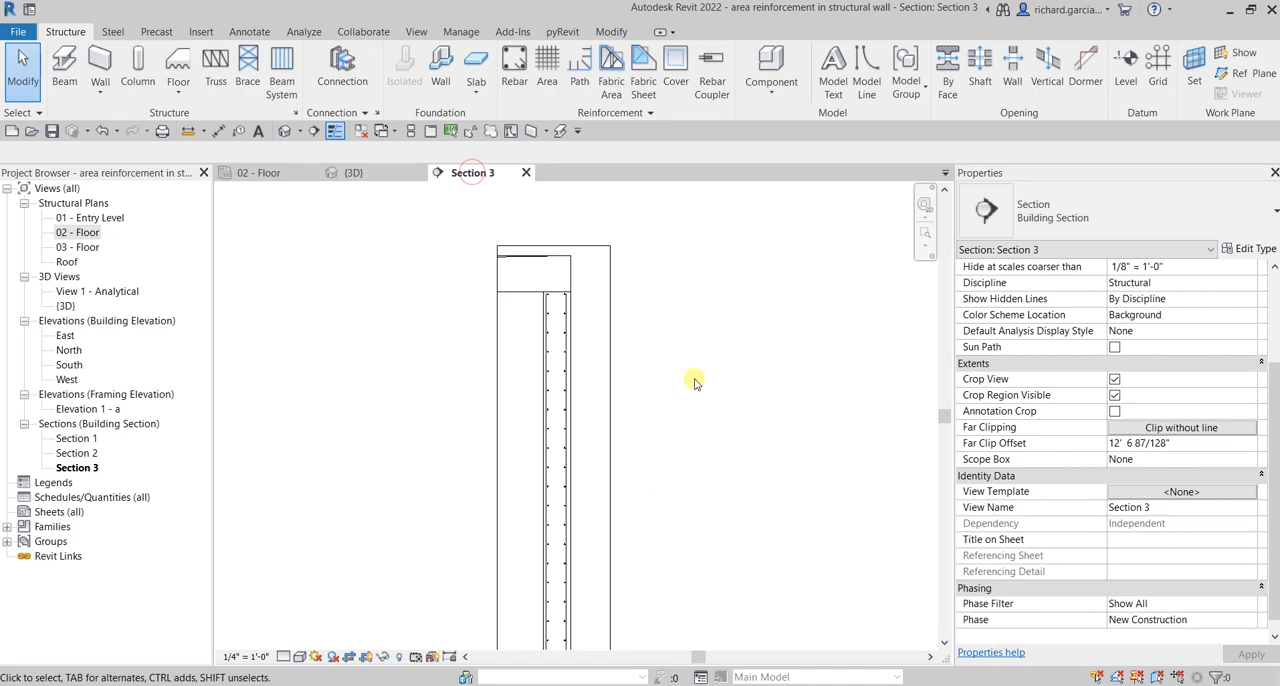 Autodesk Revit 2022 - area reinforcement in structural wall - Section: Section 3
richard.garcia...
File Structure Steel Precast Architecture Insert Annotate Analyze Collaborate View Manage Add-Ins pyRevit Modify
Modify Beam Wall Column Floor Truss Brace Beam System Connection Isolated Wall Slab Rebar Area Path Fabric Area Fabric Sheet Cover Rebar Coupler Component Model Text Model Line Model Group By Face Shaft Wall Vertical Dormer Level Grid Set Show Ref Plane Viewer
Select Structure Connection Foundation Reinforcement Model Opening Datum Work Plane
Project Browser - area reinforcement in st...
02 - Floor
{3D}
Section 3
Properties
Views (all)
Structural Plans
01 - Entry Level
02 - Floor
03 - Floor
Roof
3D Views
View 1 - Analytical
{3D}
Elevations (Building Elevation)
East
North
South
West
Elevations (Framing Elevation)
Elevation 1 - a
Sections (Building Section)
Section 1
Section 2
Section 3
Legends
Schedules/Quantities (all)
Sheets (all)
Families
Groups
Revit Links
Section
Building Section
Section: Section 3 Edit Type
Hide at scales coarser than 1/8" = 1'-0"
Discipline Structural
Show Hidden Lines By Discipline
Color Scheme Location Background
Default Analysis Display Style None
Sun Path
Extents
Crop View
Crop Region Visible
Annotation Crop
Far Clipping Clip without line
Far Clip Offset 12' 6 87/128"
Scope Box None
Identity Data
View Template <None>
View Name Section 3
Dependency Independent
Title on Sheet
Referencing Sheet
Referencing Detail
Phasing
Phase Filter Show All
Phase New Construction
Properties help Apply
1/4" = 1'-0"
Click to select, TAB for alternates, CTRL adds, SHIFT unselects.
:0
Main Model
:0